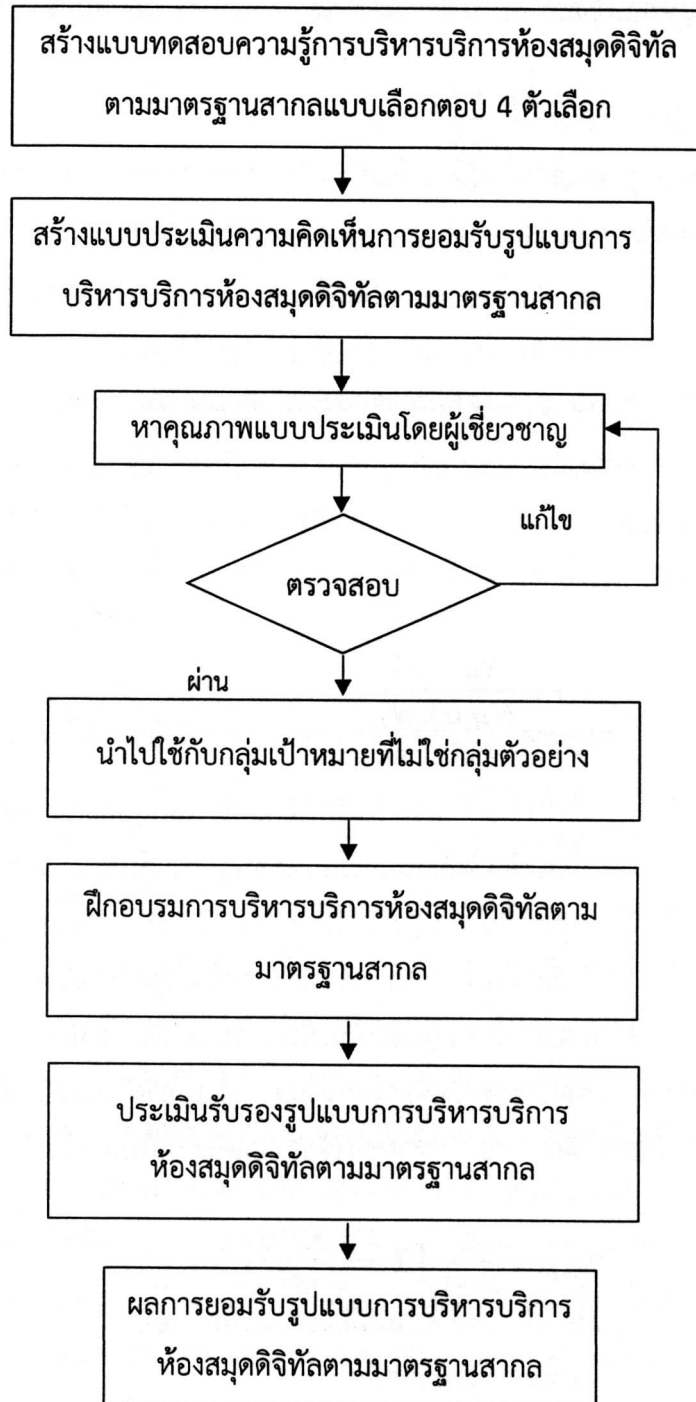 สร้างแบบทดสอบความรู้การบริหารบริการห้องสมุดดิจิทัล
ตามมาตรฐานสากลแบบเลือกตอบ 4 ตัวเลือก
สร้างแบบประเมินความคิดเห็นการยอมรับรูปแบบการ
บริหารบริการห้องสมุดดิจิทัลตามมาตรฐานสากล
หาคุณภาพแบบประเมินโดยผู้เชี่ยวชาญ
แก้ไข
ตรวจสอบ
ผ่าน
นำไปใช้กับกลุ่มเป้าหมายที่ไม่ใช่กลุ่มตัวอย่าง
ฝึกอบรมการบริหารบริการห้องสมุดดิจิทัลตาม
มาตรฐานสากล
ประเมินรับรองรูปแบบการบริหารบริการ
ห้องสมุดดิจิทัลตามมาตรฐานสากล
ผลการยอมรับรูปแบบการบริหารบริการ
ห้องสมุดดิจิทัลตามมาตรฐานสากล